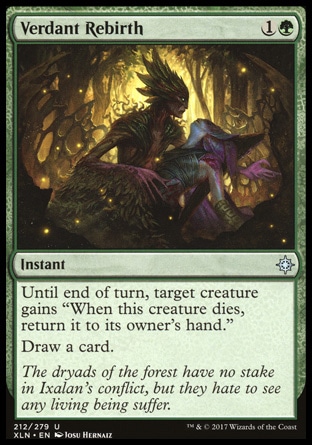 Verdant Rebirth 1
Instant
Until end of turn, target creature
gains “When this creature dies,
return it to its owner’s hand.”
Draw a card.
The dryads of the forest have no stake
in Ixalan’s conflict, but they hate to see
any living being suffer.
212/279 U
XLN • EN Josu Hernaiz ™ & © 2017 Wizards of the Coast